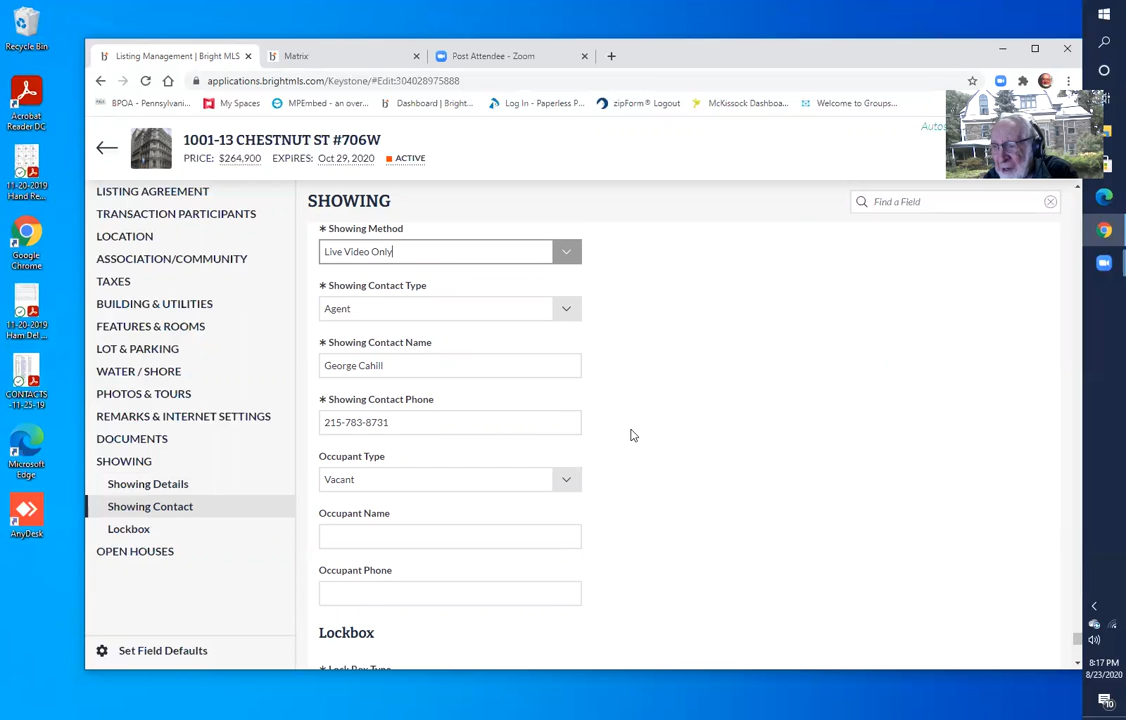 Recycle Bin
Acrobat
Reader DC
11-20-2019
Hand Re...
Google
Chrome
11-20-2019
Ham Del ...
CONTACTS
-11-25-19
Microsoft
Edge
AnyDesk
Listing Management | Bright MLS
Matrix
Post Attendee - Zoom
applications.brightmls.com/Keystone/#Edit:304028975888
BPOA - Pennsylvani...
My Spaces
MPEmbed - an over...
Dashboard | Bright...
Log In - Paperless P...
zipForm® Logout
McKissock Dashboa...
Welcome to Groups...
1001-13 CHESTNUT ST #706W
PRICE: $264,900 EXPIRES: Oct 29, 2020 ACTIVE
LISTING AGREEMENT
TRANSACTION PARTICIPANTS
LOCATION
ASSOCIATION/COMMUNITY
TAXES
BUILDING & UTILITIES
FEATURES & ROOMS
LOT & PARKING
WATER / SHORE
PHOTOS & TOURS
REMARKS & INTERNET SETTINGS
DOCUMENTS
SHOWING
Showing Details
Showing Contact
Lockbox
OPEN HOUSES
Set Field Defaults
SHOWING
Find a Field
✱ Showing Method
Live Video Only
✱ Showing Contact Type
Agent
✱ Showing Contact Name
George Cahill
✱ Showing Contact Phone
215-783-8731
Occupant Type
Vacant
Occupant Name
Occupant Phone
Lockbox
8:17 PM
8/23/2020
10